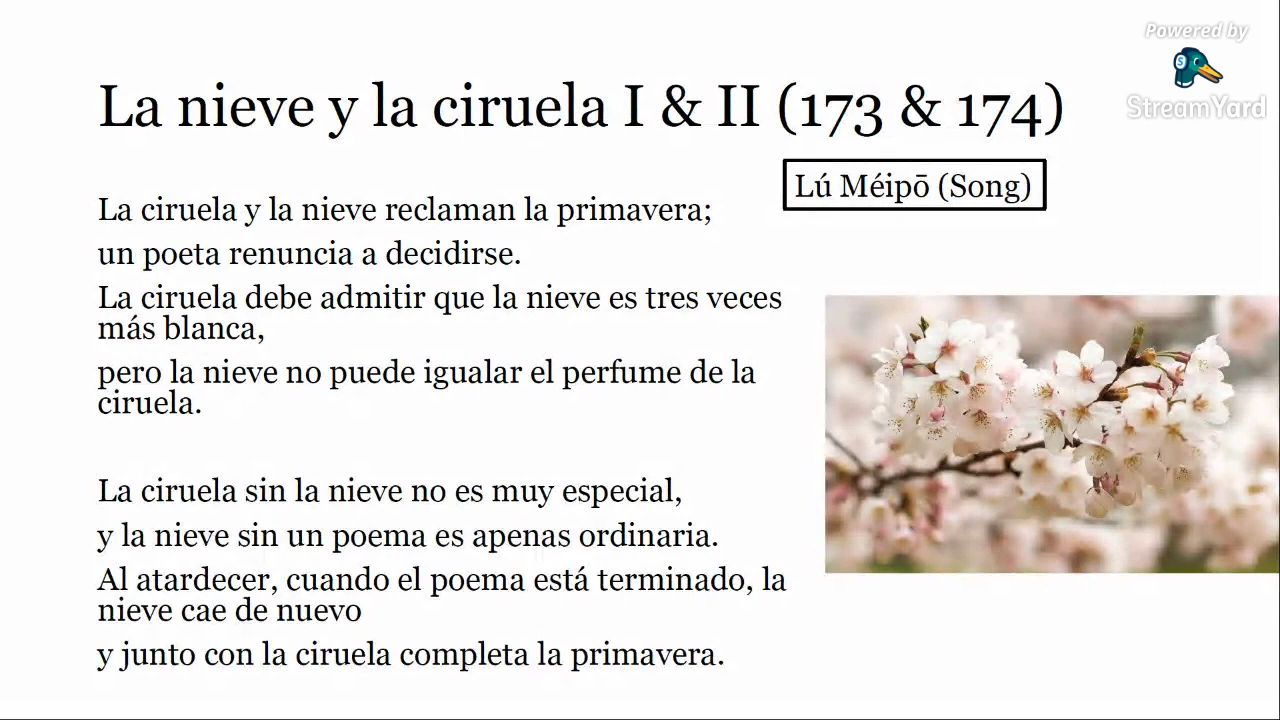 Powered by
StreamYard
La nieve y la ciruela I & II (173 & 174)
Lú Méipō (Song)
La ciruela y la nieve reclaman la primavera;
un poeta renuncia a decidirse.
La ciruela debe admitir que la nieve es tres veces
más blanca,
pero la nieve no puede igualar el perfume de la
ciruela.
La ciruela sin la nieve no es muy especial,
y la nieve sin un poema es apenas ordinaria.
Al atardecer, cuando el poema está terminado, la
nieve cae de nuevo
y junto con la ciruela completa la primavera.